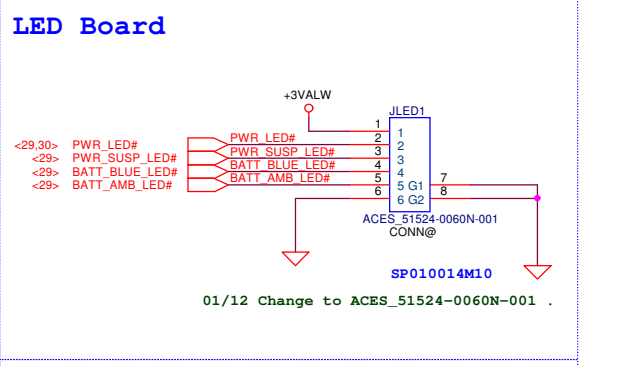 LED Board
+3VALW
JLED1
<29,30> PWR_LED# PWR_LED# 1 1
<29> PWR_SUSP_LED# PWR_SUSP_LED# 2 2
<29> BATT_BLUE_LED# BATT_BLUE_LED# 3 3
<29> BATT_AMB_LED# BATT_AMB_LED# 4 4
5 5 G1 7
6 6 G2 8
ACES_51524-0060N-001
CONN@
SP010014M10
01/12 Change to ACES_51524-0060N-001 .